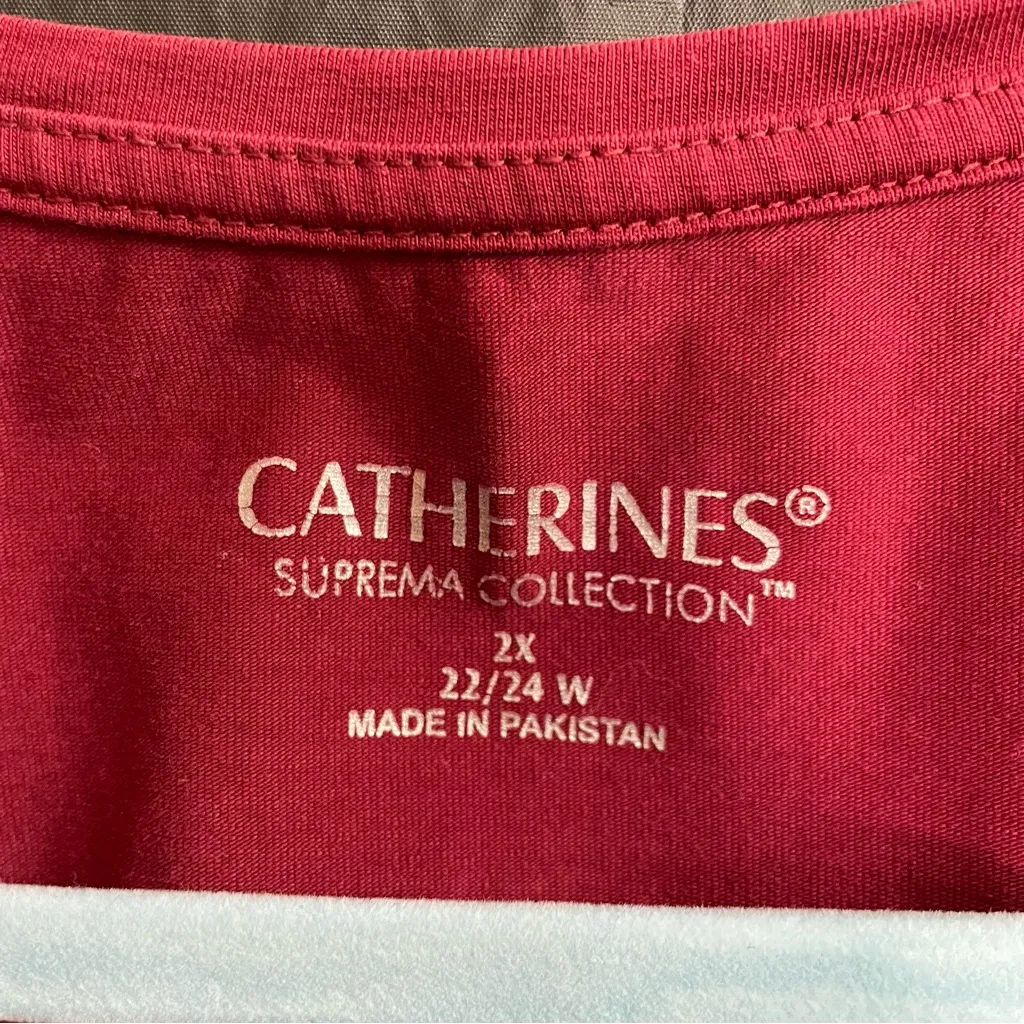 CATHERINES®
SUPREMA COLLECTION™
2X
22/24 W
MADE IN PAKISTAN